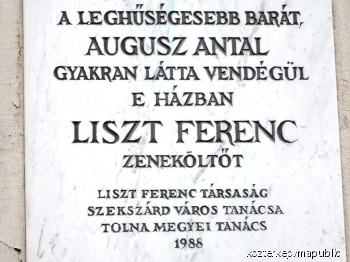 A LEGHŰSÉGESEBB BARÁT,
AUGUSZ ANTAL
GYAKRAN LÁTTA VENDÉGÜL
E HÁZBAN
LISZT FERENC
ZENEKÖLTŐT
LISZT FERENC TÁRSASÁG
SZEKSZÁRD VÁROS TANÁCSA
TOLNA MEGYEI TANÁCS
1988
kozterkep/mapublic